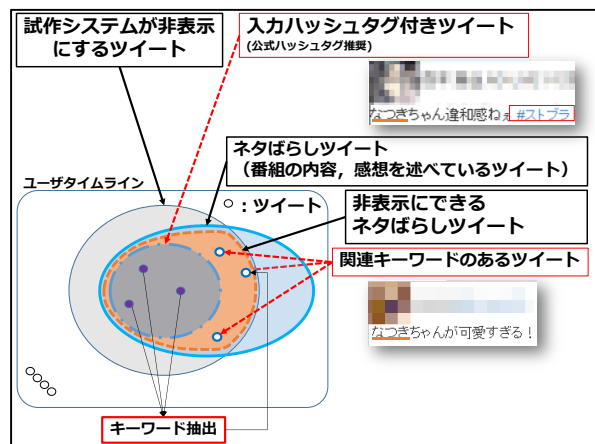 試作システムが非表示
にするツイート
入力ハッシュタグ付きツイート
(公式ハッシュタグ推奨)
なつきちゃん違和感ねぇ #ストブラ
ネタばらしツイート
（番組の内容，感想を述べているツイート）
ユーザタイムライン
○：ツイート
非表示にできる
ネタばらしツイート
関連キーワードのあるツイート
なつきちゃんが可愛すぎる！
キーワード抽出